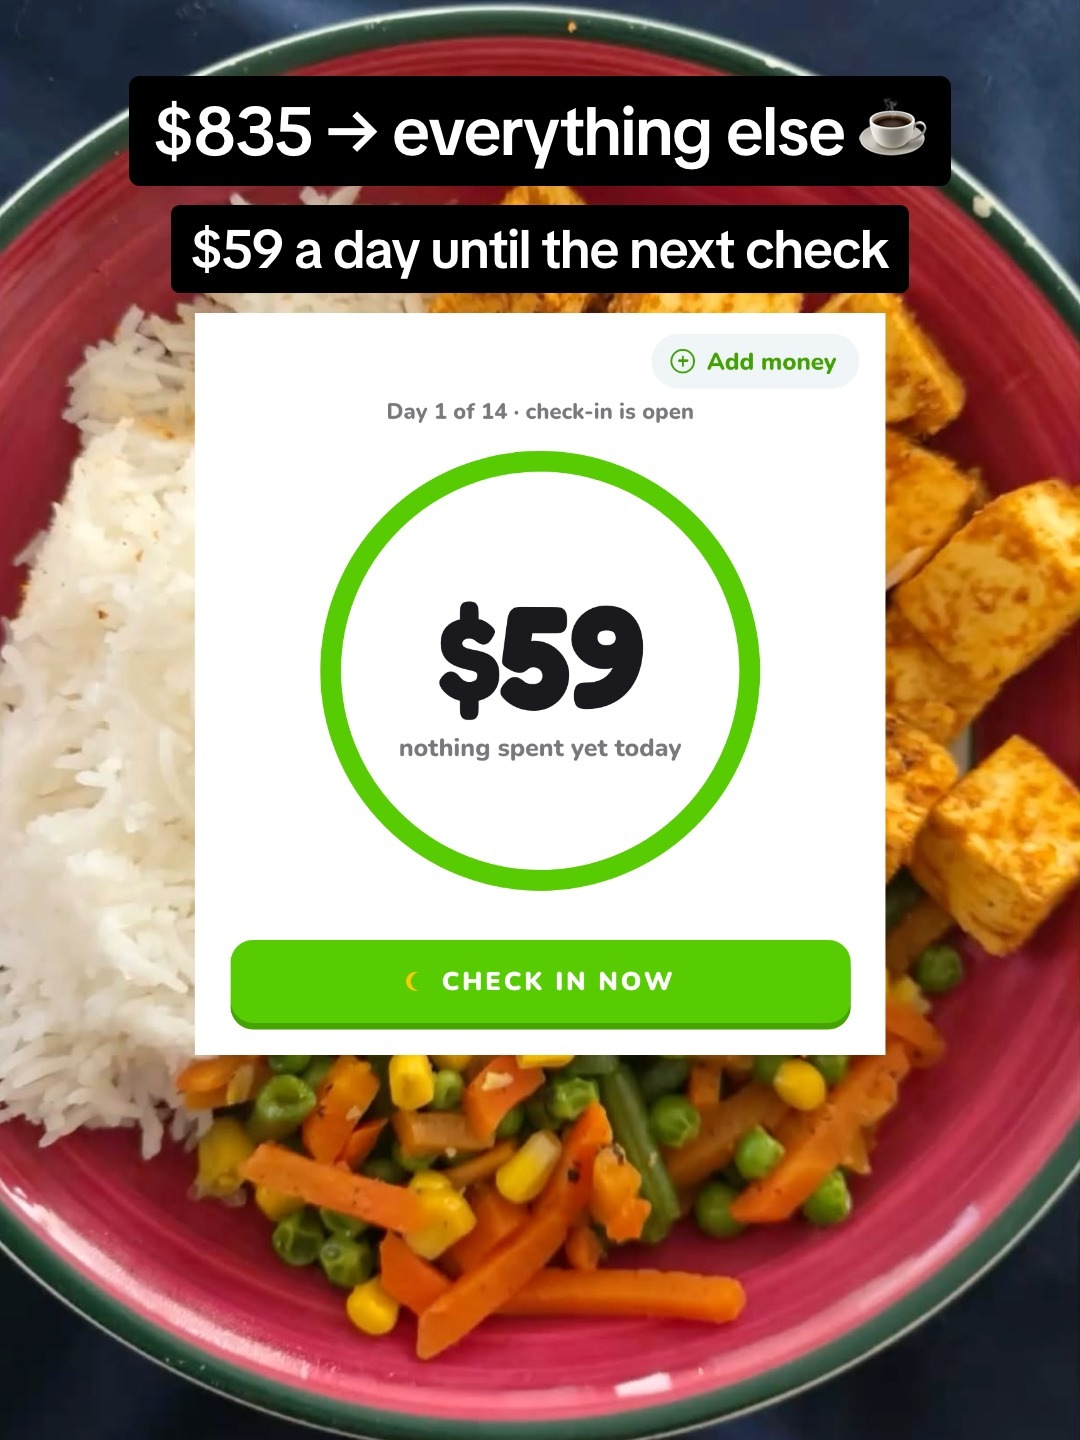 $835 → everything else ☕
$59 a day until the next check
Add money
Day 1 of 14 · check-in is open
$59
nothing spent yet today
CHECK IN NOW